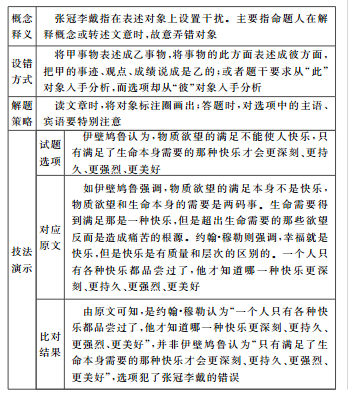 概念
释义
张冠李戴指在表述对象上设置干扰。主要指命题人在解
释概念或转述文章时,故意弄错对象
设错
方式
将甲事物表述成乙事物,将事物的此方面表述成彼方面,
把甲的事迹、观点、成绩说成是乙的;或者题干要求从“此”
对象入手分析,而选项却从“彼”对象入手分析
解题
策略
读文章时,将对象标注圈画出;答题时,对选项中的主语、
宾语要特别注意
技法
演示
试题
选项
伊壁鸠鲁认为,物质欲望的满足不能使人快乐,只
有满足了生命本身需要的那种快乐才会更深刻、更持
久、更强烈、更美好
对应
原文
如伊壁鸠鲁强调,物质欲望的满足本身不是快乐,
物质欲望和生命本身的需要是两码事。生命需要得
到满足那是一种快乐,但是超出生命需要的那些欲望
反而是造成痛苦的根源。约翰·穆勒则强调,幸福就是
快乐,但快乐是有质量和层次的区别的。一个人只
有各种快乐都品尝过了,他才知道哪一种快乐更深
刻、更持久、更强烈、更美好
比对
结果
由原文可知,是约翰·穆勒认为“一个人只有各种快
乐都品尝过了,他才知道哪一种快乐更深刻、更持久、
更强烈、更美好”,并非伊壁鸠鲁认为“只有满足了生
命本身需要的那种快乐才会更深刻、更持久、更强烈、
更美好”,选项犯了张冠李戴的错误